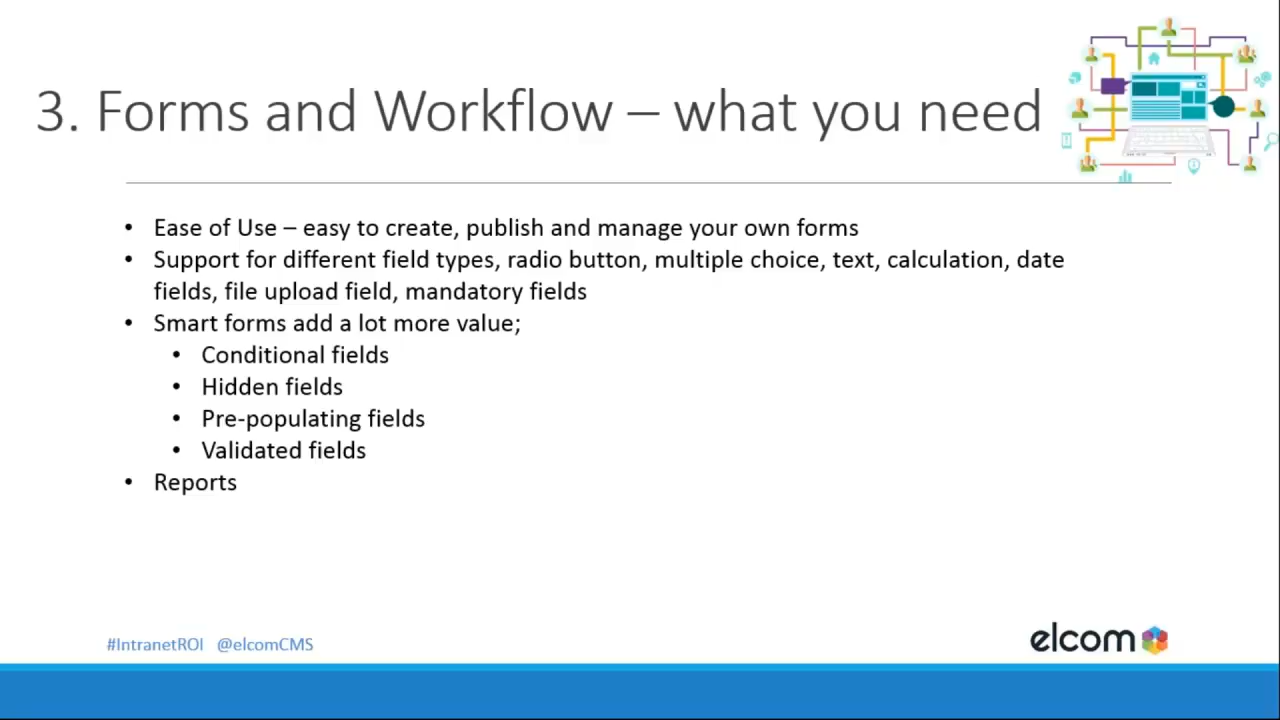 3. Forms and Workflow – what you need
• Ease of Use – easy to create, publish and manage your own forms
• Support for different field types, radio button, multiple choice, text, calculation, date
fields, file upload field, mandatory fields
• Smart forms add a lot more value;
• Conditional fields
• Hidden fields
• Pre-populating fields
• Validated fields
• Reports
#IntranetROI @elcomCMS
elcom